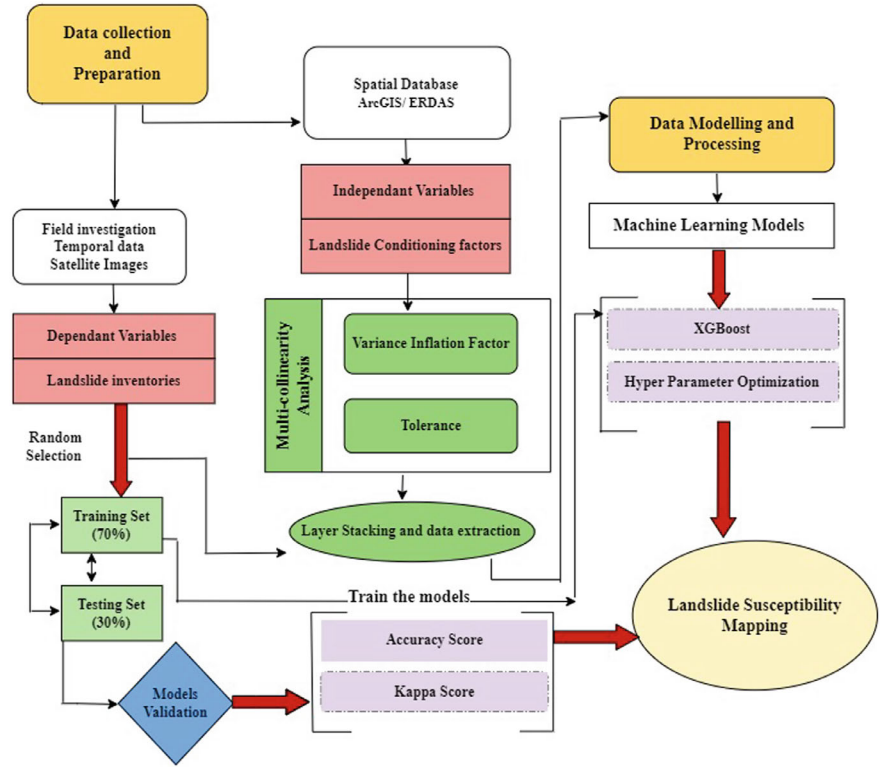 Data collection
and
Preparation
Spatial Database
ArcGIS/ ERDAS
Data Modelling and
Processing
Field investigation
Temporal data
Satellite Images
Independant Variables
Landslide Conditioning factors
Machine Learning Models
Dependant Variables
Landslide inventories
Multi-collinearity
Analysis
Variance Inflation Factor
Tolerance
XGBoost
Hyper Parameter Optimization
Random
Selection
Training Set
(70%)
Layer Stacking and data extraction
Testing Set
(30%)
Train the models
Landslide Susceptibility
Mapping
Models
Validation
Accuracy Score
Kappa Score